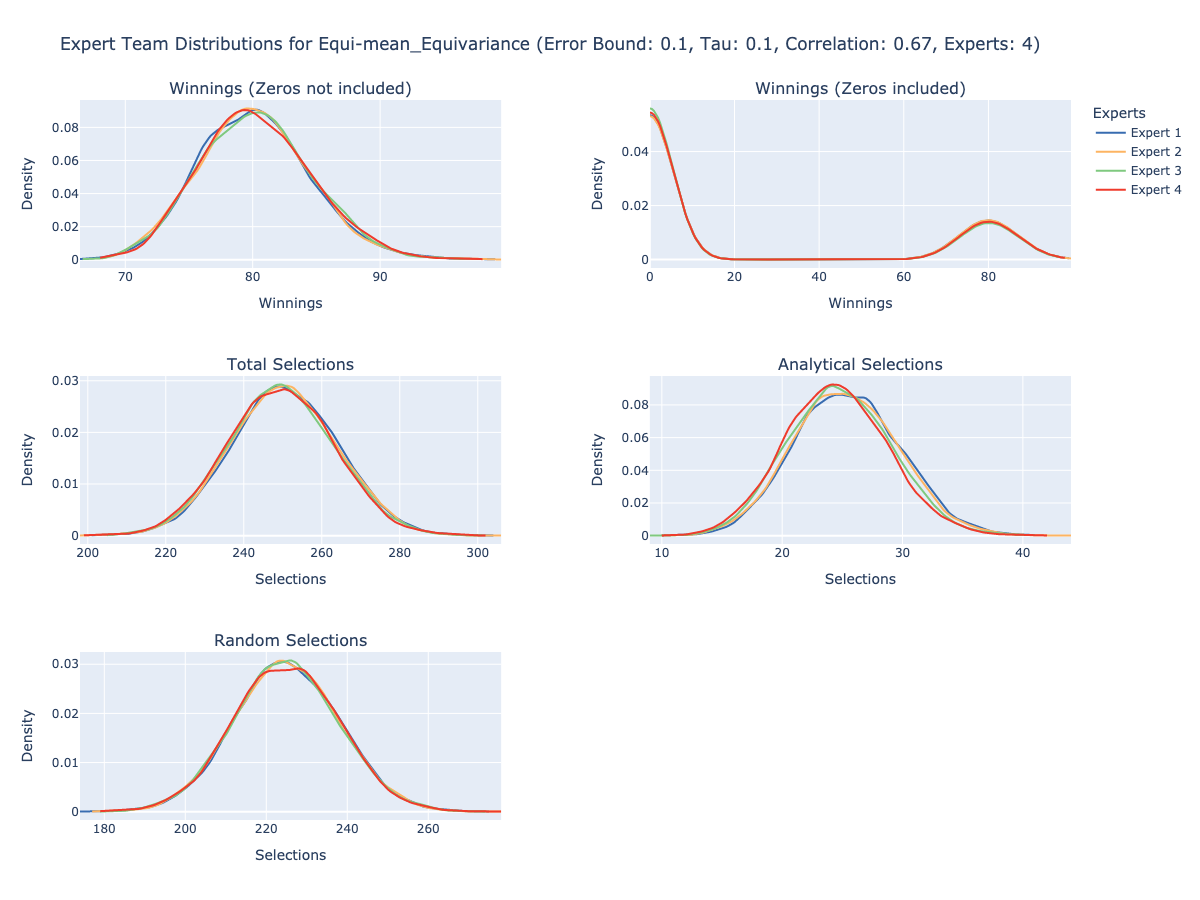 Expert Team Distributions for Equi-mean_Equivariance (Error Bound: 0.1, Tau: 0.1, Correlation: 0.67, Experts: 4)
Winnings (Zeros not included)
Density
0.08
0.06
0.04
0.02
0
70 80 90
Winnings
Winnings (Zeros included)
Density
0.04
0.02
0
0 20 40 60 80
Winnings
Experts
Expert 1
Expert 2
Expert 3
Expert 4
Total Selections
Density
0.03
0.02
0.01
0
200 220 240 260 280 300
Selections
Analytical Selections
Density
0.08
0.06
0.04
0.02
0
10 20 30 40
Selections
Random Selections
Density
0.03
0.02
0.01
0
180 200 220 240 260
Selections